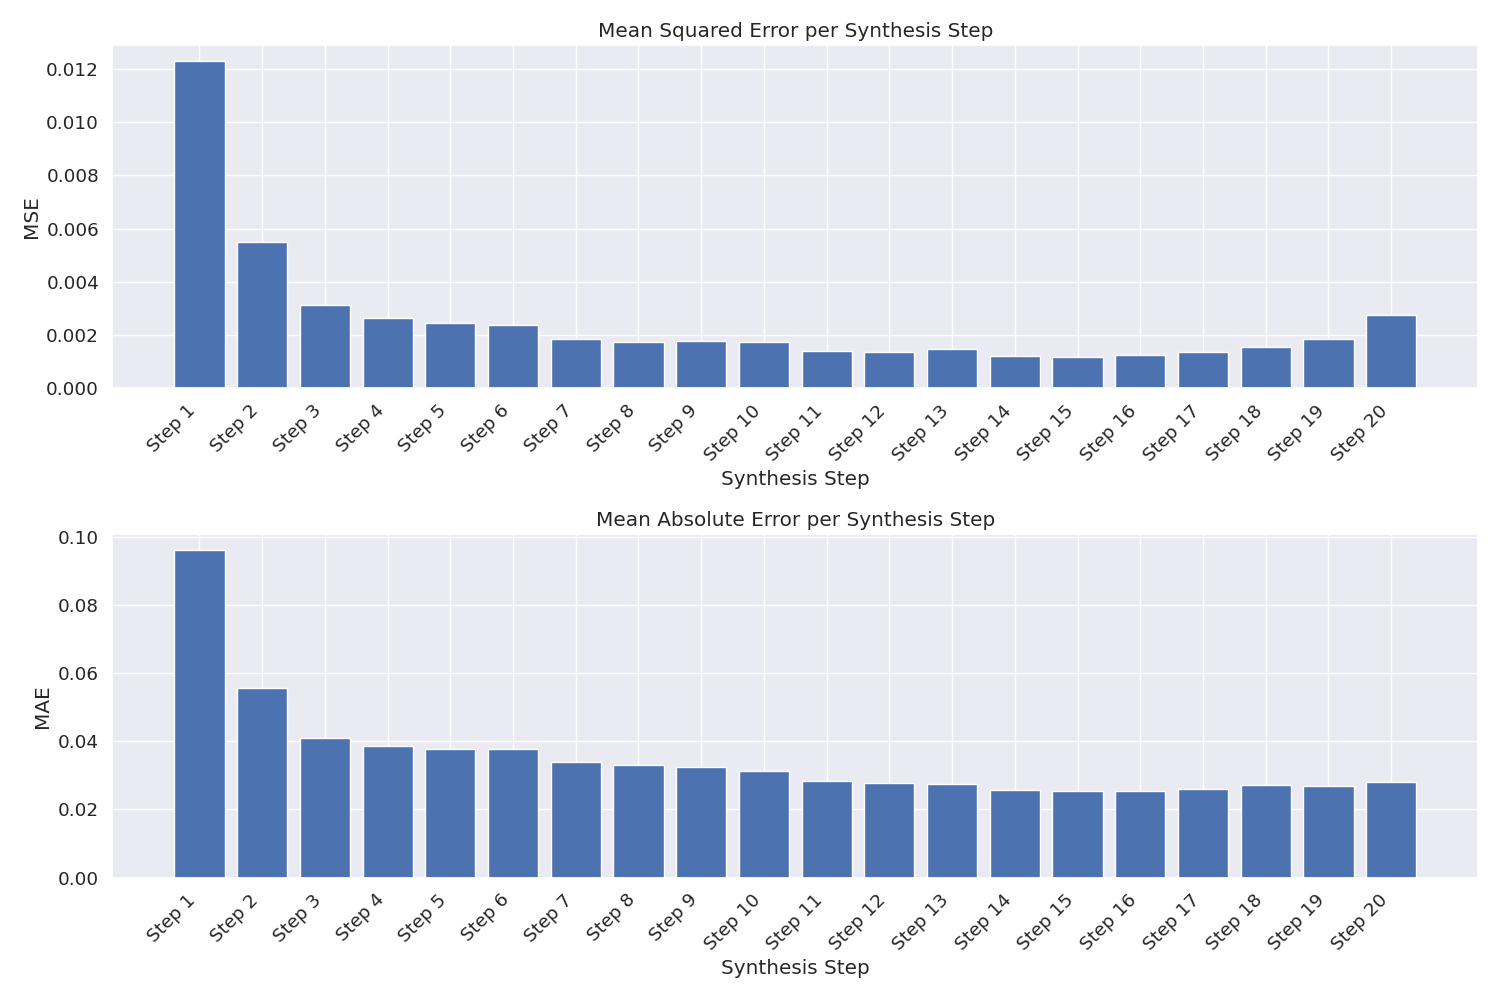 Mean Squared Error per Synthesis Step
0.012
0.010
0.008
0.006
0.004
0.002
0.000
MSE
Step 1
Step 2
Step 3
Step 4
Step 5
Step 6
Step 7
Step 8
Step 9
Step 10
Step 11
Step 12
Step 13
Step 14
Step 15
Step 16
Step 17
Step 18
Step 19
Step 20
Synthesis Step
Mean Absolute Error per Synthesis Step
0.10
0.08
0.06
0.04
0.02
0.00
MAE
Step 1
Step 2
Step 3
Step 4
Step 5
Step 6
Step 7
Step 8
Step 9
Step 10
Step 11
Step 12
Step 13
Step 14
Step 15
Step 16
Step 17
Step 18
Step 19
Step 20
Synthesis Step